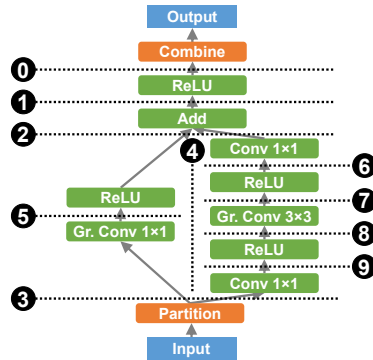 Output
Combine
0
ReLU
1
Add
2
4
Conv 1×1
6
ReLU
ReLU
7
5
Gr. Conv 3×3
Gr. Conv 1×1
8
ReLU
9
Conv 1×1
3
Partition
Input